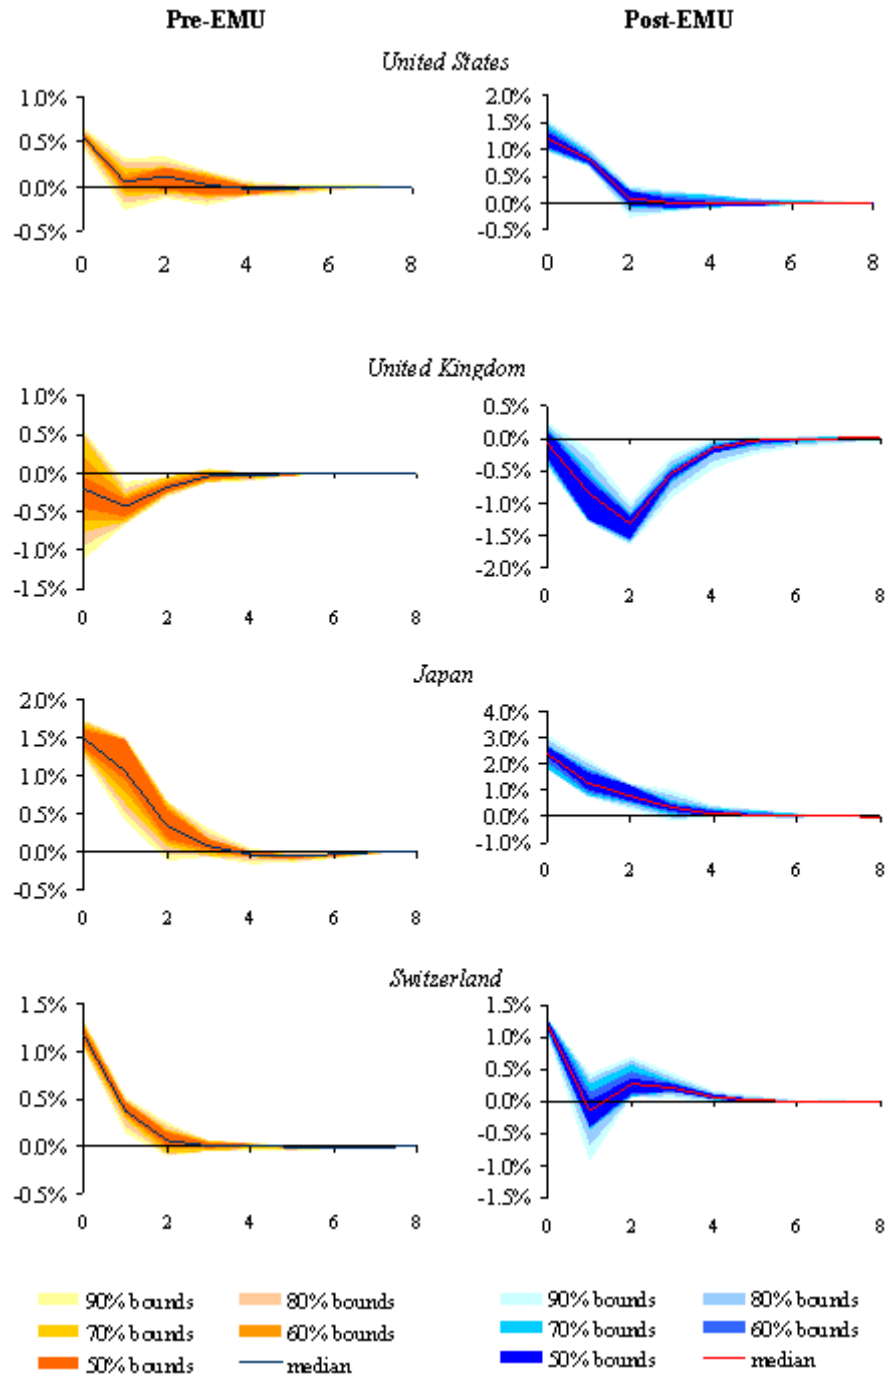 Pre-EMU Post-EMU
United States
1.0%
0.5%
0.0%
-0.5%
0 2 4 6 8
2.0%
1.5%
1.0%
0.5%
0.0%
-0.5%
0 2 4 6 8
United Kingdom
1.0%
0.5%
0.0%
-0.5%
-1.0%
-1.5%
0 2 4 6 8
0.5%
0.0%
-0.5%
-1.0%
-1.5%
-2.0%
0 2 4 6 8
Japan
2.0%
1.5%
1.0%
0.5%
0.0%
-0.5%
0 2 4 6 8
4.0%
3.0%
2.0%
1.0%
0.0%
-1.0%
0 2 4 6 8
Switzerland
1.5%
1.0%
0.5%
0.0%
-0.5%
0 2 4 6 8
1.5%
1.0%
0.5%
0.0%
-0.5%
-1.0%
-1.5%
0 2 4 6 8
90% bounds 80% bounds
70% bounds 60% bounds
50% bounds median
90% bounds 80% bounds
70% bounds 60% bounds
50% bounds median